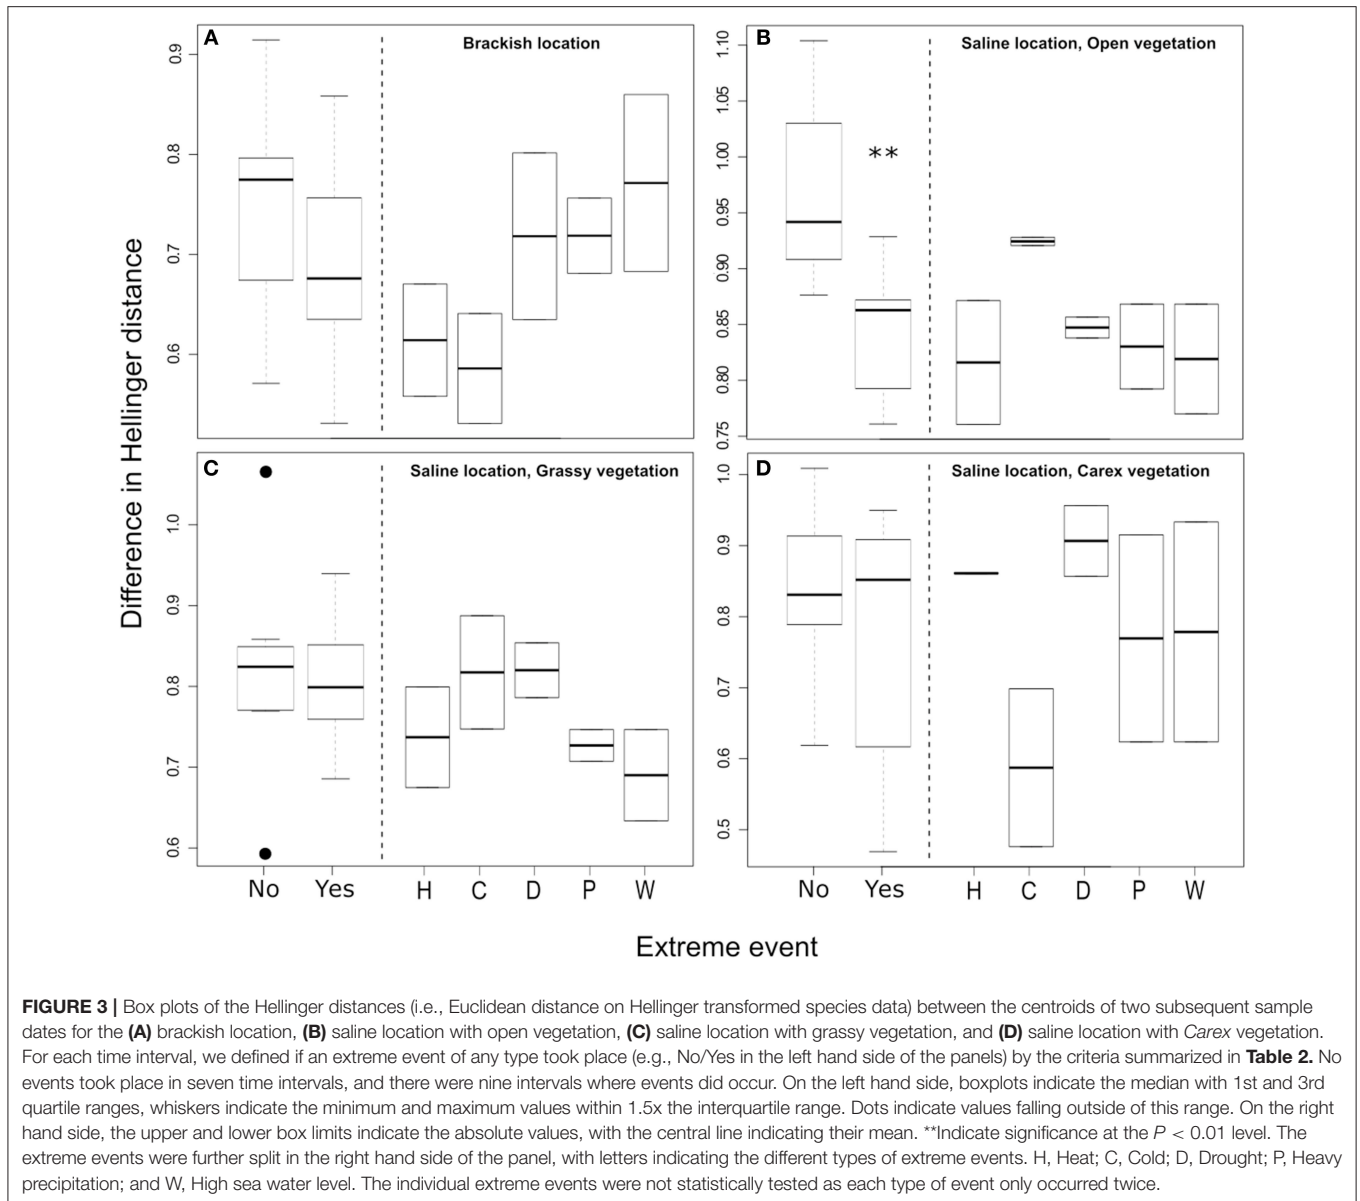 A
Brackish location
0.9
0.8
0.7
0.6
B
Saline location, Open vegetation
1.10
1.05
1.00
0.95
0.90
0.85
0.80
0.75
**
Difference in Hellinger distance
C
Saline location, Grassy vegetation
1.0
0.9
0.8
0.7
0.6
No Yes H C D P W
D
Saline location, Carex vegetation
1.0
0.9
0.8
0.7
0.6
0.5
No Yes H C D P W
Extreme event
FIGURE 3 | Box plots of the Hellinger distances (i.e., Euclidean distance on Hellinger transformed species data) between the centroids of two subsequent sample
dates for the (A) brackish location, (B) saline location with open vegetation, (C) saline location with grassy vegetation, and (D) saline location with Carex vegetation.
For each time interval, we defined if an extreme event of any type took place (e.g., No/Yes in the left hand side of the panels) by the criteria summarized in Table 2. No
events took place in seven time intervals, and there were nine intervals where events did occur. On the left hand side, boxplots indicate the median with 1st and 3rd
quartile ranges, whiskers indicate the minimum and maximum values within 1.5x the interquartile range. Dots indicate values falling outside of this range. On the right
hand side, the upper and lower box limits indicate the absolute values, with the central line indicating their mean. **Indicate significance at the P < 0.01 level. The
extreme events were further split in the right hand side of the panel, with letters indicating the different types of extreme events. H, Heat; C, Cold; D, Drought; P, Heavy
precipitation; and W, High sea water level. The individual extreme events were not statistically tested as each type of event only occurred twice.